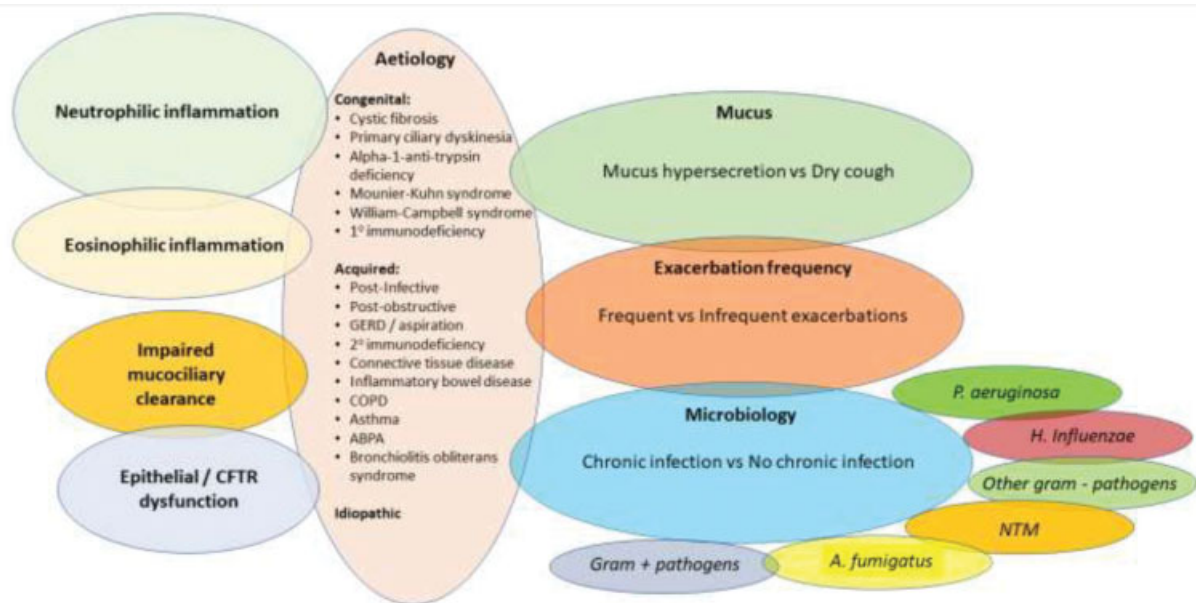 Neutrophilic inflammation
Eosinophilic inflammation
Impaired
mucociliary
clearance
Epithelial / CFTR
dysfunction
Aetiology
Congenital:
• Cystic fibrosis
• Primary ciliary dyskinesia
• Alpha-1-anti-trypsin
deficiency
• Mounier-Kuhn syndrome
• William-Campbell syndrome
• 1⁰ immunodeficiency
Acquired:
• Post-Infective
• Post-obstructive
• GERD / aspiration
• 2⁰ immunodeficiency
• Connective tissue disease
• Inflammatory bowel disease
• COPD
• Asthma
• ABPA
• Bronchiolitis obliterans
syndrome
Idiopathic
Mucus
Mucus hypersecretion vs Dry cough
Exacerbation frequency
Frequent vs Infrequent exacerbations
Microbiology
Chronic infection vs No chronic infection
P. aeruginosa
H. Influenzae
Other gram - pathogens
NTM
A. fumigatus
Gram + pathogens